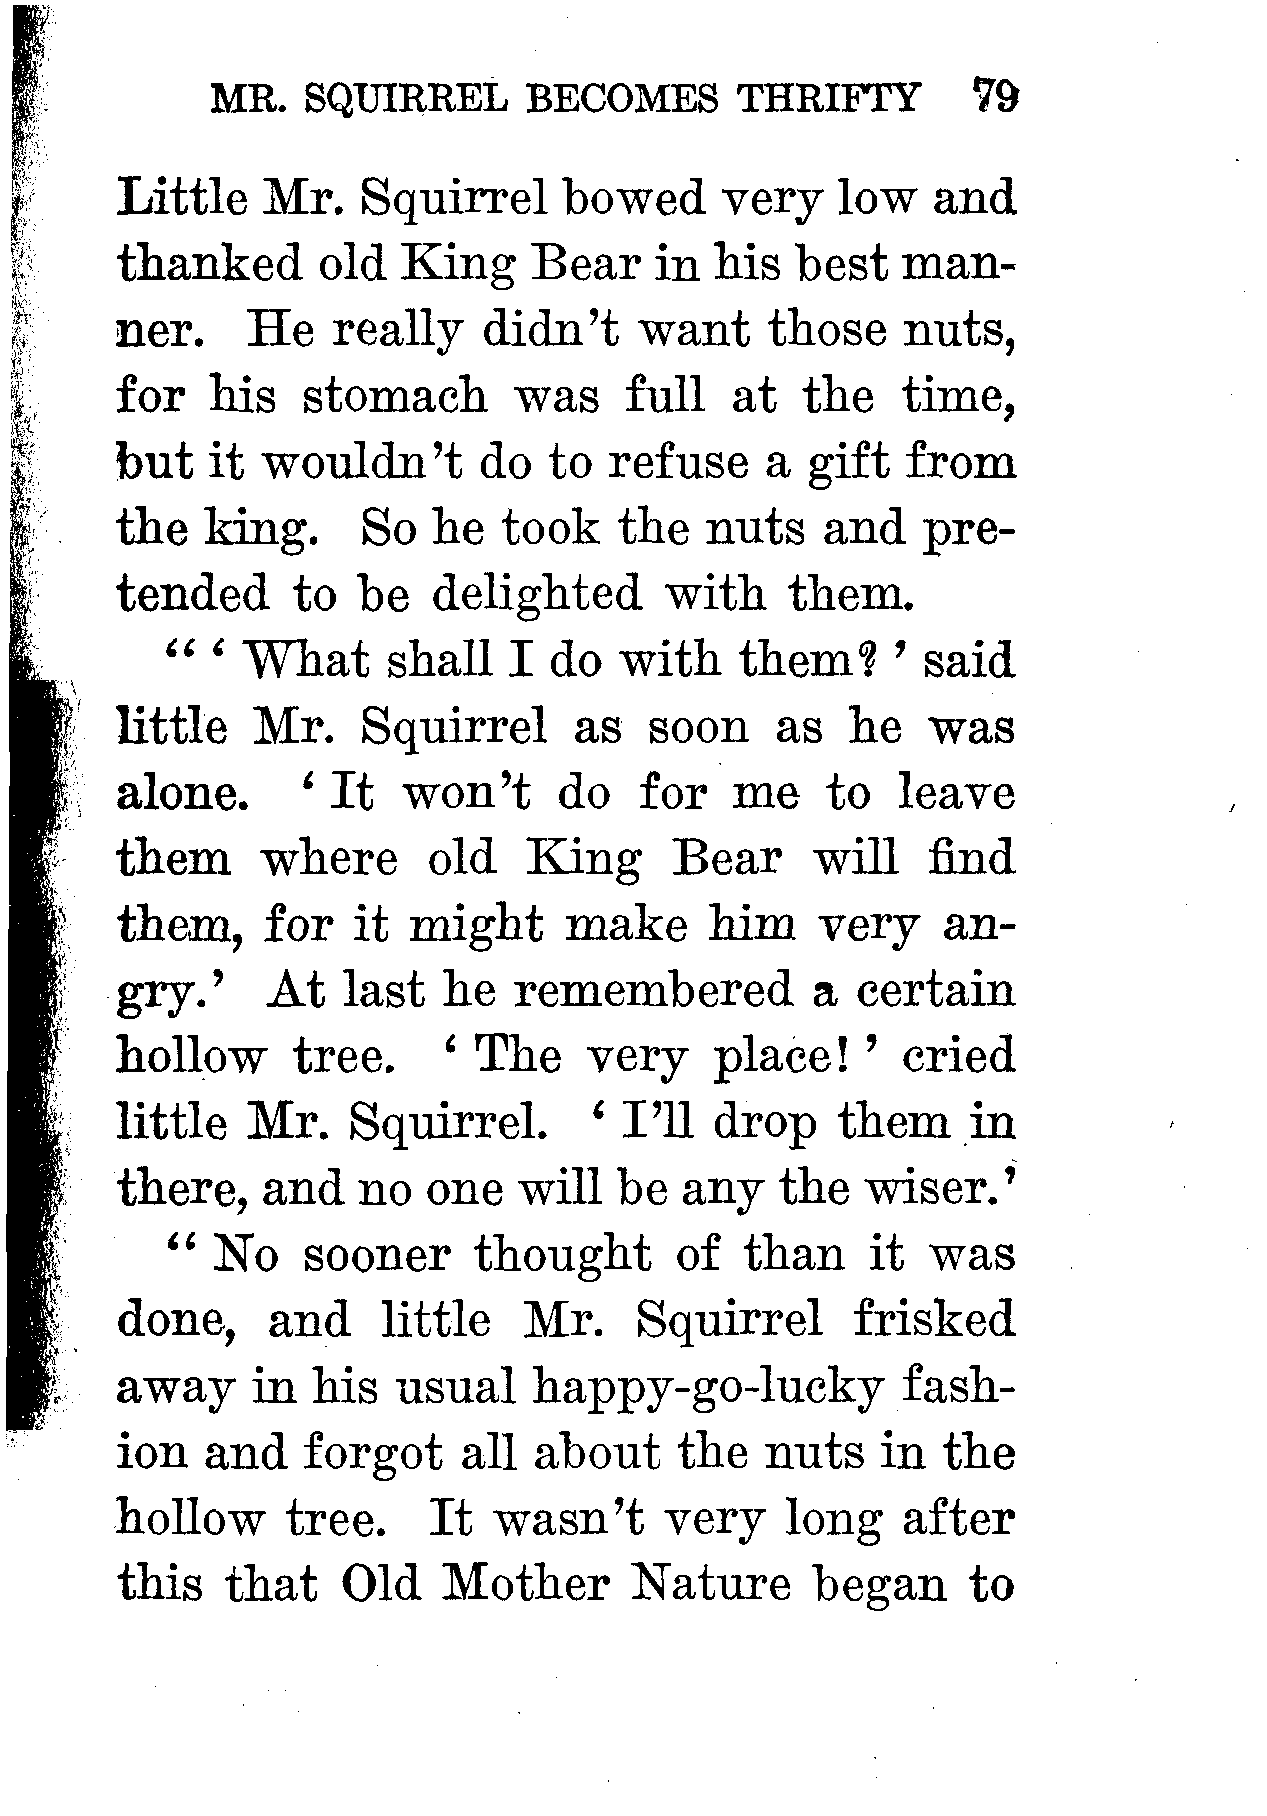 MR. SQUIRREL BECOMES THRIFTY 79
Little Mr. Squirrel bowed very low and
thanked old King Bear in his best man-
ner. He really didn't want those nuts,
for his stomach was full at the time,
but it wouldn't do to refuse a gift from
the king. So he took the nuts and pre-
tended to be delighted with them.
" ' What shall I do with them? ' said
little Mr. Squirrel as soon as he was
alone. ' It won't do for me to leave
them where old King Bear will find
them, for it might make him very an-
gry.' At last he remembered a certain
hollow tree. ' The very place! ' cried
little Mr. Squirrel. ' I'll drop them in
there, and no one will be any the wiser.'
" No sooner thought of than it was
done, and little Mr. Squirrel frisked
away in his usual happy-go-lucky fash-
ion and forgot all about the nuts in the
hollow tree. It wasn't very long after
this that Old Mother Nature began to